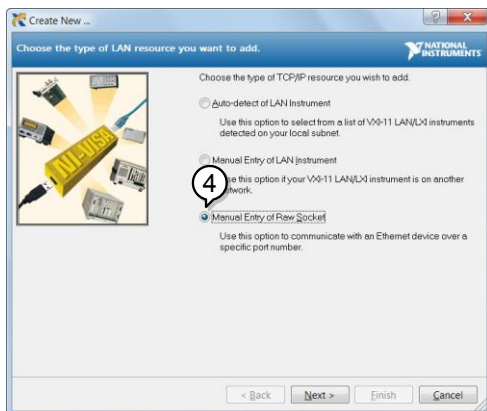 Create New ...
Choose the type of LAN resource you want to add.
NATIONAL
INSTRUMENTS
Choose the type of TCP/IP resource you wish to add.
Auto-detect of LAN Instrument
Use this option to select from a list of VXI-11 LAN/LXI instruments
detected on your local subnet.
Manual Entry of LAN Instrument
this option if your VXI-11 LAN/LXI instrument is on another
4
Manual Entry of Raw Socket
Use this option to communicate with an Ethernet device over a
specific port number.
NI-VISA
< Back
Next >
Finish
Cancel